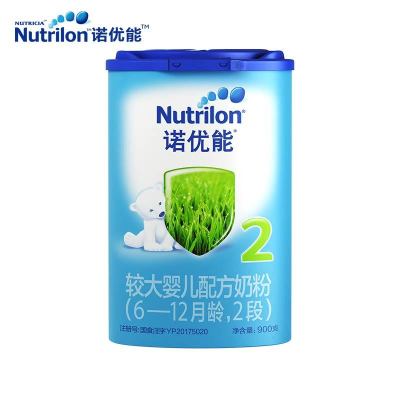 NUTRICIA
Nutrilon™诺优能™
Nutrilon®
诺优能®
2
较大婴儿配方奶粉
(6—12月龄,2段)
注册号:国食注字YP20175020
净含量:900克